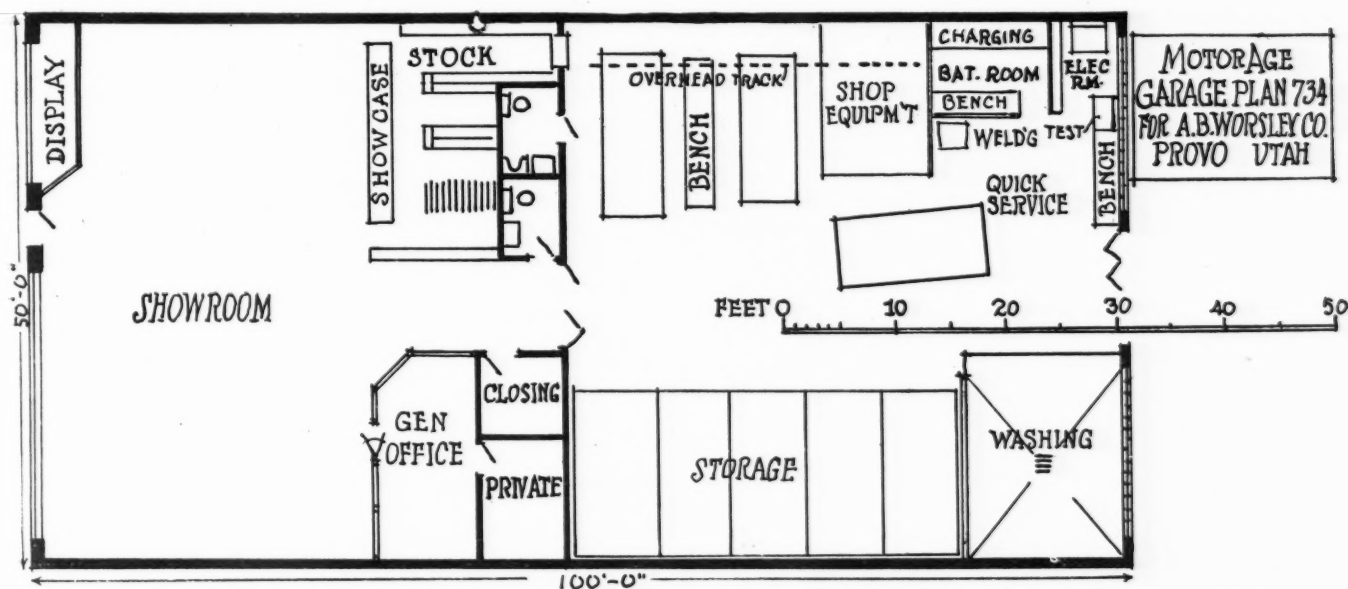 DISPLAY
SHOW CASE
STOCK
OVERHEAD TRACK
BENCH
SHOP
EQUIPM'T
CHARGING
BAT. ROOM
BENCH
WELD'G
ELEC
RM.
TEST
BENCH
QUICK
SERVICE
MOTORAGE
GARAGE PLAN 734
FOR A.B. WORSLEY CO.
PROVO UTAH
50'-0"
SHOWROOM
FEET 0 10 20 30 40 50
GEN
OFFICE
CLOSING
PRIVATE
STORAGE
WASHING
100'-0"